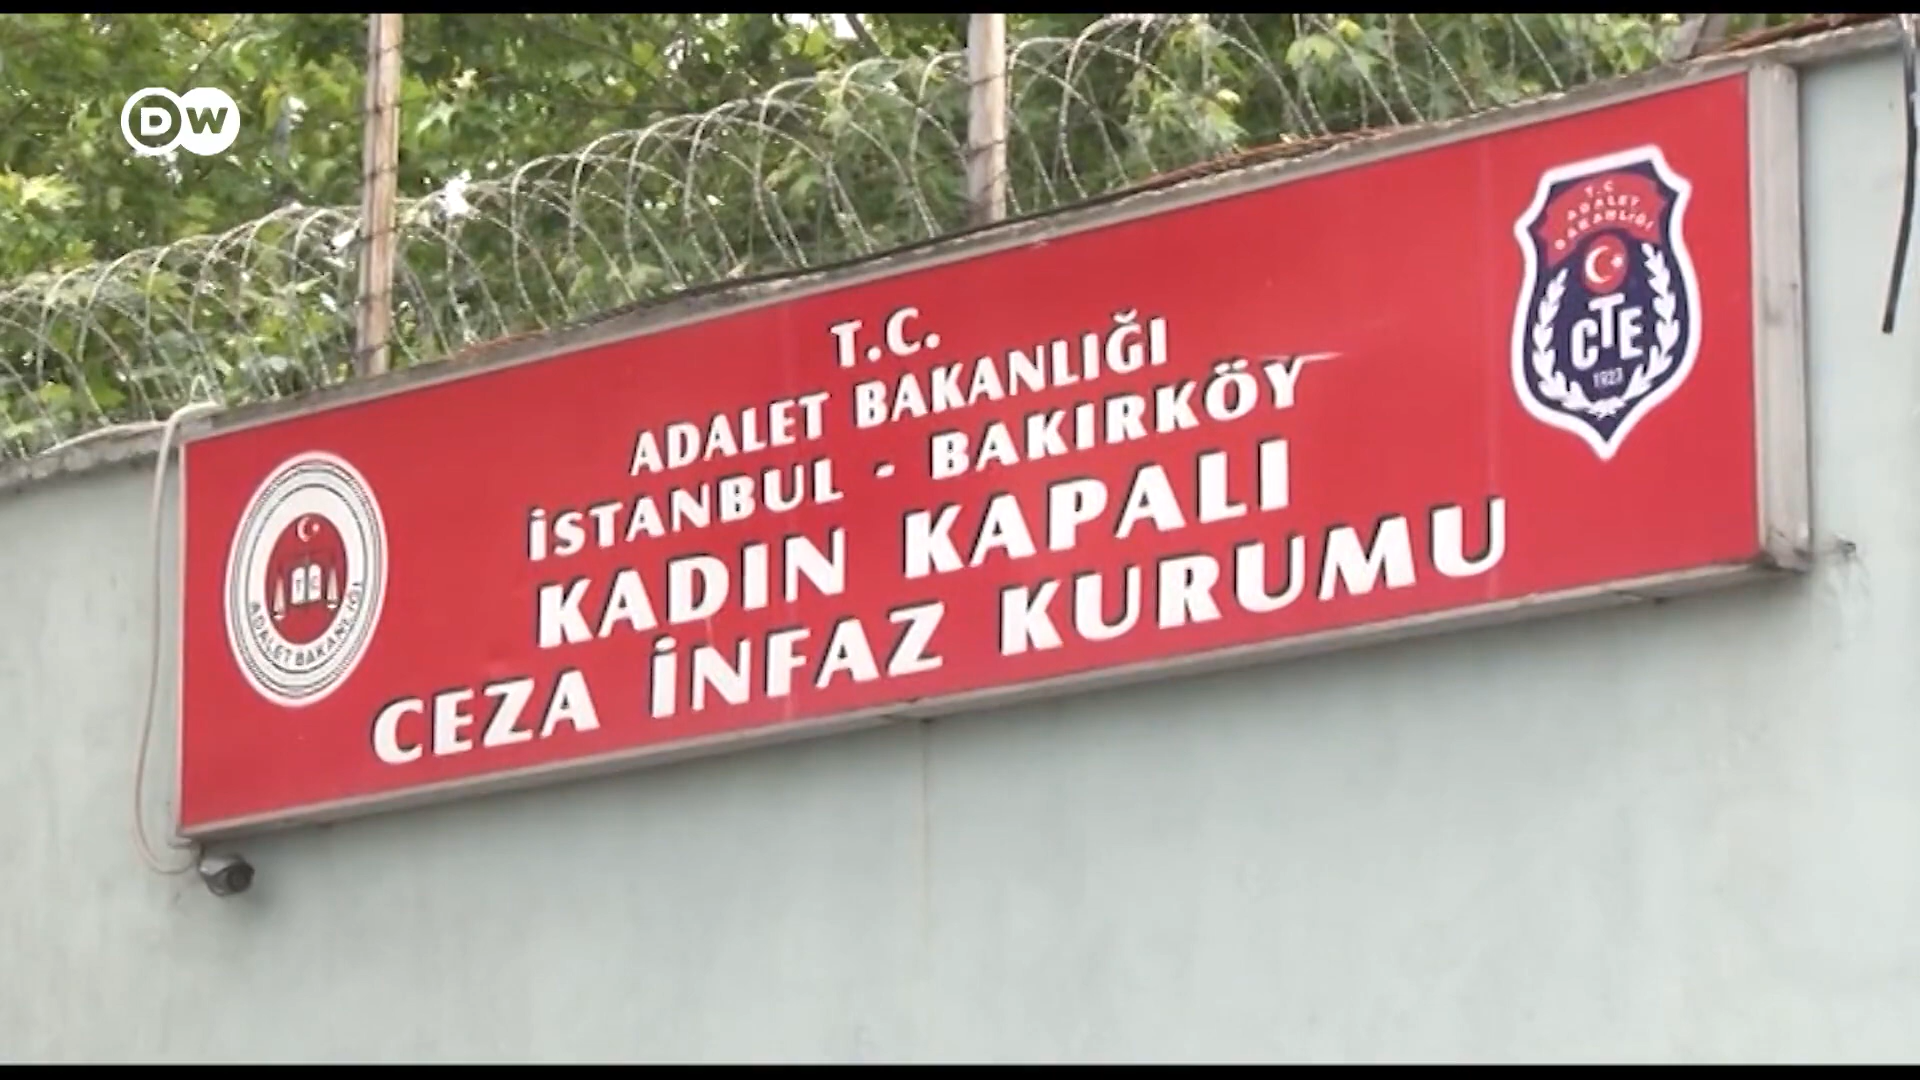 DW
T.C.
ADALET BAKANLIĞI
İSTANBUL - BAKIRKÖY
KADIN KAPALI
CEZA İNFAZ KURUMU
T.C
ADALET
BAKANLIĞI
CTE
1923
T C
ADALET BAKANLIĞI